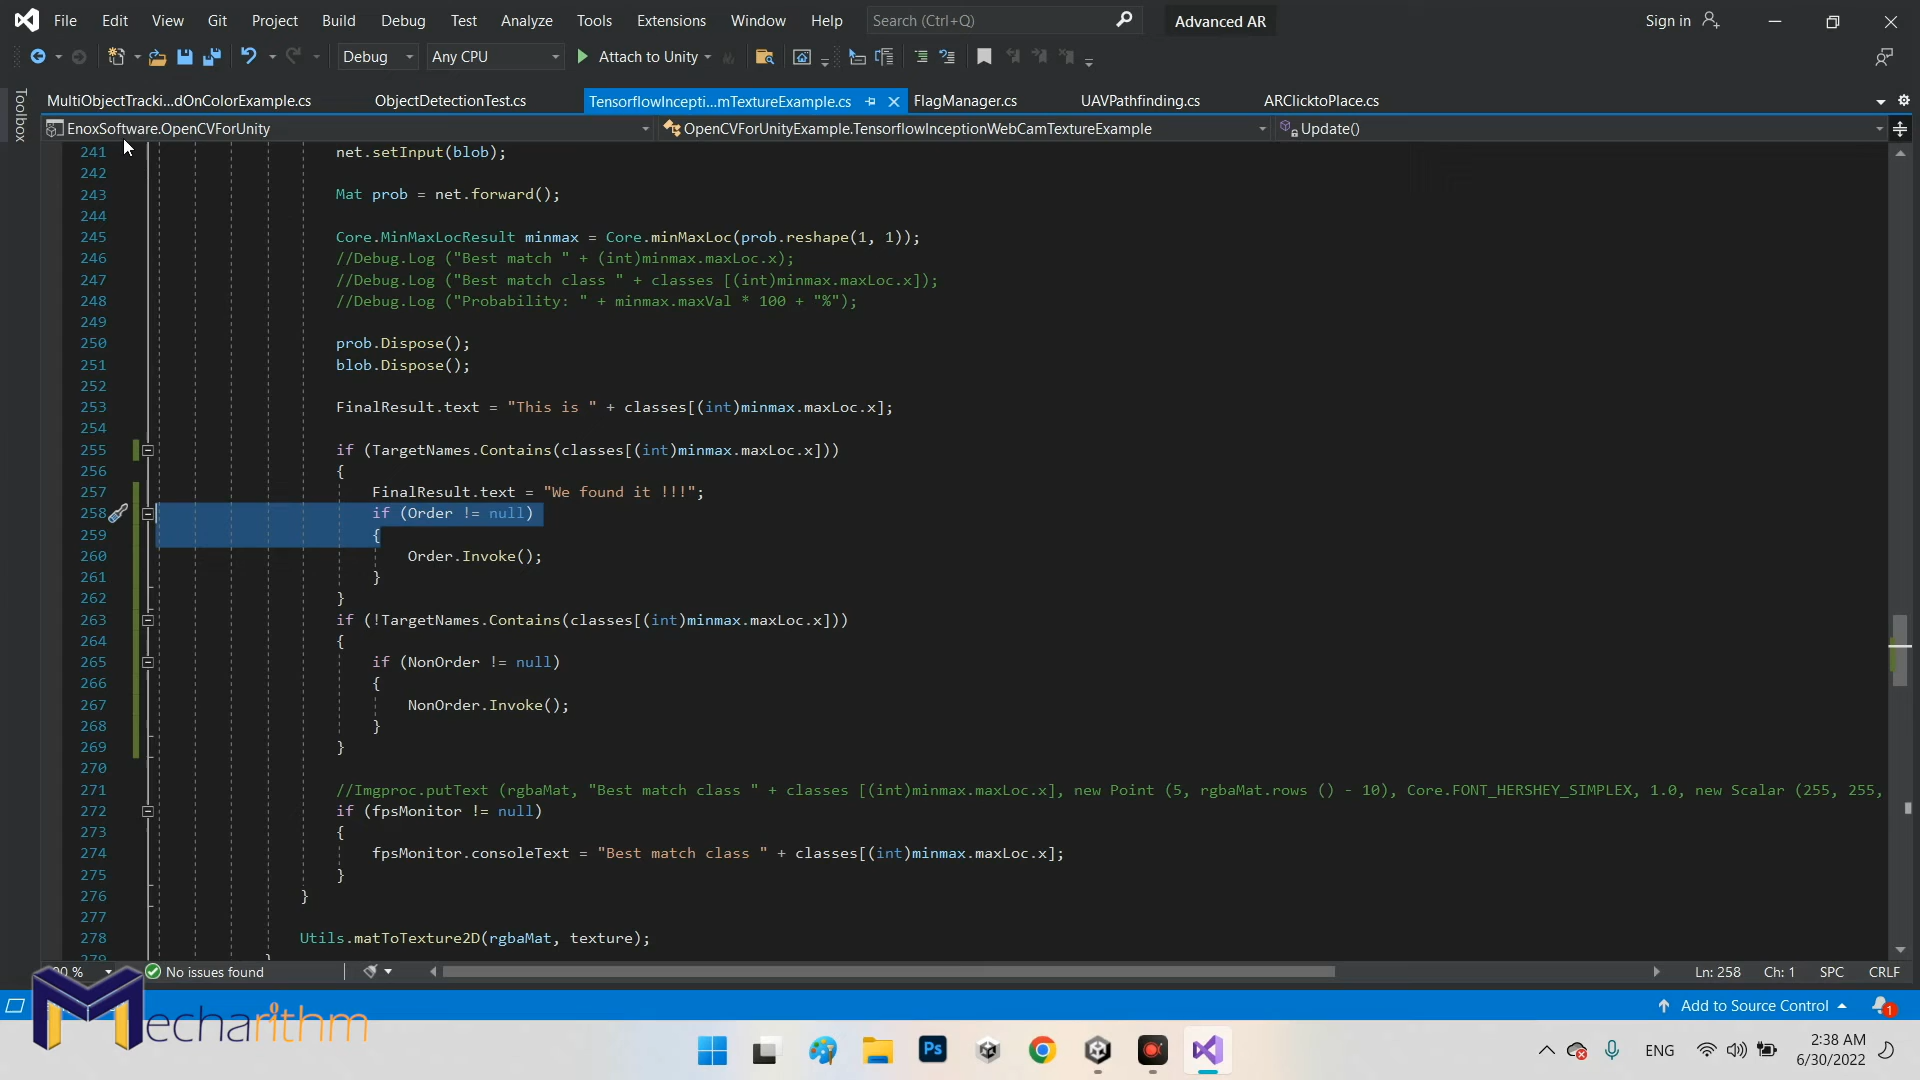 File Edit View Git Project Build Debug Test Analyze Tools Extensions Window Help Search (Ctrl+Q) Advanced AR Sign in
Debug Any CPU Attach to Unity
Toolbox
MultiObjectTracki...dOnColorExample.cs ObjectDetectionTest.cs TensorflowIncepti...mTextureExample.cs FlagManager.cs UAVPathfinding.cs ARClicktoPlace.cs
EnoxSoftware.OpenCVForUnity OpenCVForUnityExample.TensorflowInceptionWebCamTextureExample Update()
241 net.setInput(blob);
242
243 Mat prob = net.forward();
244
245 Core.MinMaxLocResult minmax = Core.minMaxLoc(prob.reshape(1, 1));
246 //Debug.Log ("Best match " + (int)minmax.maxLoc.x);
247 //Debug.Log ("Best match class " + classes [(int)minmax.maxLoc.x]);
248 //Debug.Log ("Probability: " + minmax.maxVal * 100 + "%");
249
250 prob.Dispose();
251 blob.Dispose();
252
253 FinalResult.text = "This is " + classes[(int)minmax.maxLoc.x];
254
255 if (TargetNames.Contains(classes[(int)minmax.maxLoc.x]))
256 {
257 FinalResult.text = "We found it !!!";
258 if (Order != null)
259 {
260 Order.Invoke();
261 }
262 }
263 if (!TargetNames.Contains(classes[(int)minmax.maxLoc.x]))
264 {
265 if (NonOrder != null)
266 {
267 NonOrder.Invoke();
268 }
269 }
270
271 //Imgproc.putText (rgbaMat, "Best match class " + classes [(int)minmax.maxLoc.x], new Point (5, rgbaMat.rows () - 10), Core.FONT_HERSHEY_SIMPLEX, 1.0, new Scalar (255, 255,
272 if (fpsMonitor != null)
273 {
274 fpsMonitor.consoleText = "Best match class " + classes[(int)minmax.maxLoc.x];
275 }
276 }
277
278 Utils.matToTexture2D(rgbaMat, texture);
279 }
No issues found Ln: 258 Ch: 1 SPC CRLF
Add to Source Control 1
Mecharithm
Ps
ENG 2:38 AM
6/30/2022